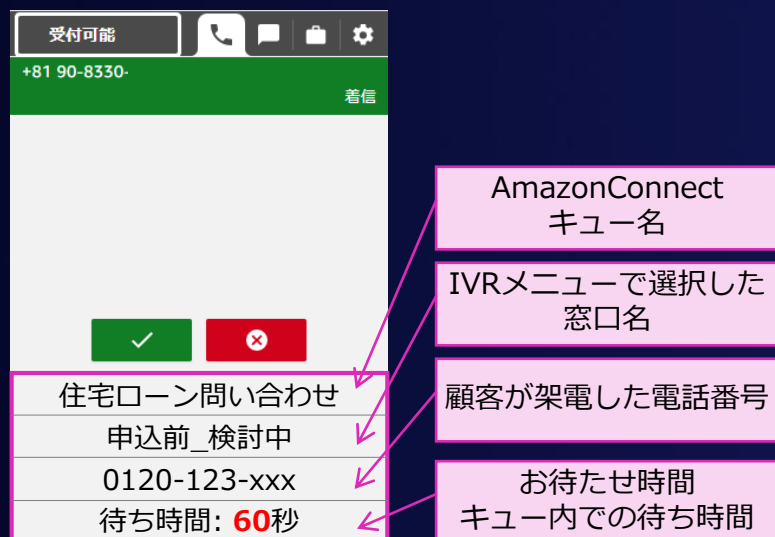 受付可能
+81 90-8330-
着信
AmazonConnect
キュー名
IVRメニューで選択した
窓口名
顧客が架電した電話番号
お待たせ時間
キュー内での待ち時間
住宅ローン問い合わせ
申込前_検討中
0120-123-xxx
待ち時間: 60秒